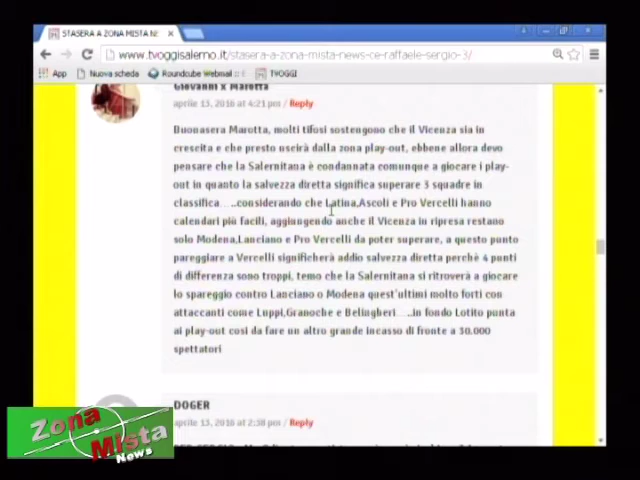 STASERA A ZONA MISTA NE
www.tvoggisalerno.it/stasera-a-zona-mista-news-ce-raffaele-sergio-3/
App Nuova scheda Roundcube Webmail :: E TVOGGI
Giovanni x Marotta
aprile 13, 2016 at 4:21 pm / Reply
Buonasera Marotta, molti tifosi sostengono che il Vicenza sia in
crescita e che presto uscirà dalla zona play-out, ebbene allora devo
pensare che la Salernitana è condannata comunque a giocare i play-
out in quanto la salvezza diretta significa superare 3 squadre in
classifica.....considerando che Latina,Ascoli e Pro Vercelli hanno
calendari più facili, aggiungendo anche il Vicenza in ripresa restano
solo Modena,Lanciano e Pro Vercelli da poter superare, a questo punto
pareggiare a Vercelli significherà addio salvezza diretta perchè 4 punti
di differenza sono troppi, temo che la Salernitana si ritroverà a giocare
lo spareggio contro Lanciano o Modena quest'ultimi molto forti con
attaccanti come Luppi,Granoche e Belingheri.....in fondo Lotito punta
ai play-out cosi da fare un altro grande incasso di fronte a 30.000
spettatori
DOGER
aprile 13, 2016 at 2:38 pm / Reply
Zona
Mista
News